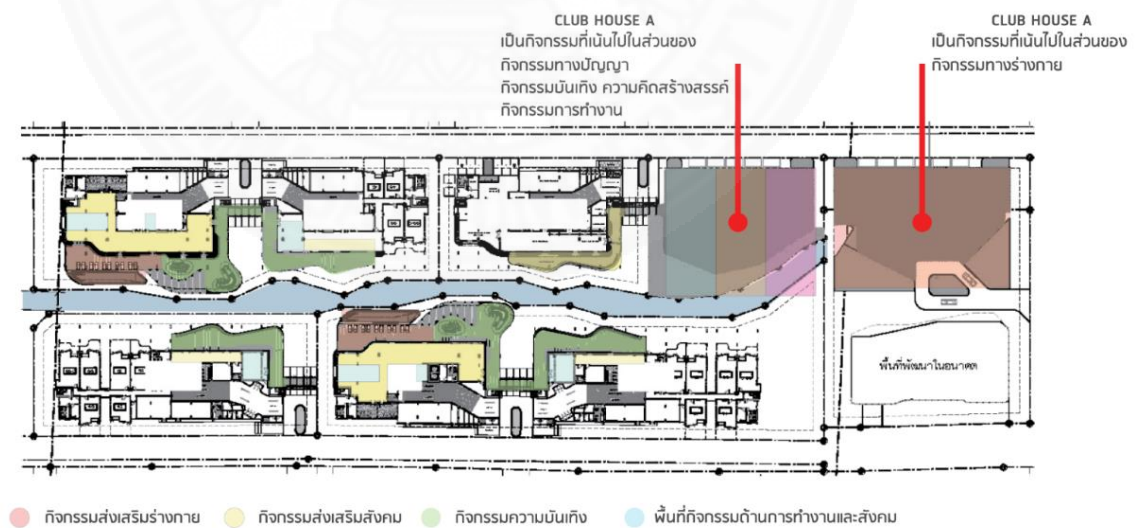 CLUB HOUSE A
เป็นกิจกรรมที่เน้นไปในส่วนของ
กิจกรรมทางปัญญา
กิจกรรมบันเทิง ความคิดสร้างสรรค์
กิจกรรมการทำงาน
CLUB HOUSE A
เป็นกิจกรรมที่เน้นไปในส่วนของ
กิจกรรมทางร่างกาย
พื้นที่พัฒนาในอนาคต
กิจกรรมส่งเสริมร่างกาย
กิจกรรมส่งเสริมสังคม
กิจกรรมความบันเทิง
พื้นที่กิจกรรมด้านการทำงานและสังคม